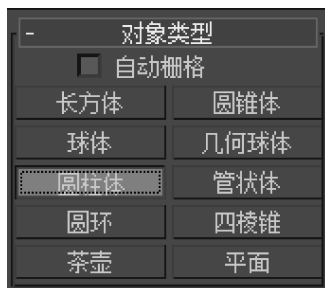 - 对象类型
自动栅格
长方体 圆锥体
球体 几何球体
圆柱体 管状体
圆环 四棱锥
茶壶 平面